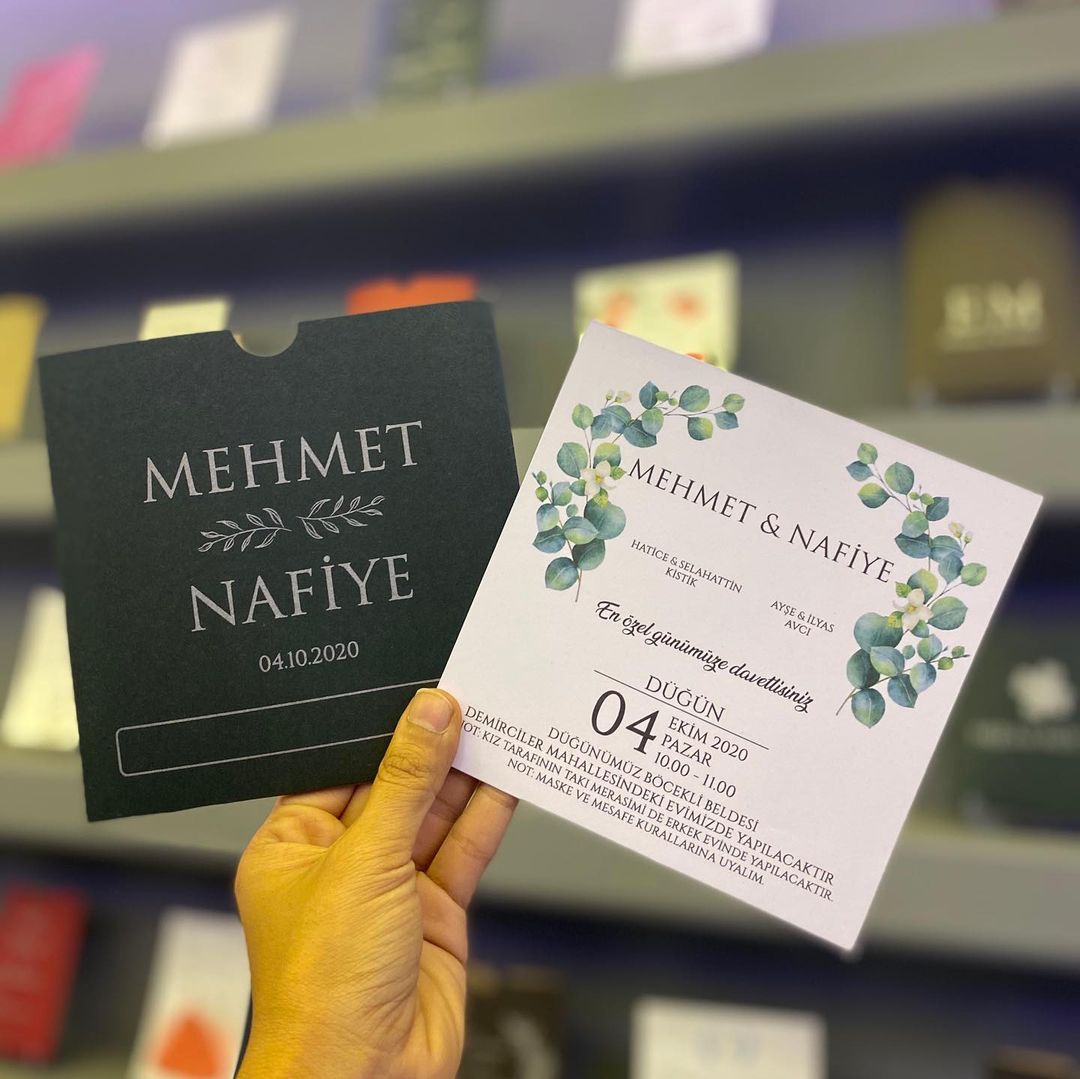 MEHMET
NAFİYE
04.10.2020
MEHMET & NAFİYE
HATİCE & SELAHATTİN
KISTIK
AYŞE & İLYAS
AVCI
En özel günümüze davetlisiniz
DÜĞÜN
04
EKİM 2020
PAZAR
10.00 - 11.00
DÜĞÜNÜMÜZ BÖCEKLİ BELDESİ
DEMİRCİLER MAHALLESİNDEKİ EVİMİZDE YAPILACAKTIR
NOT: KIZ TARAFININ TAKI MERASİMİ DE ERKEK EVİNDE YAPILACAKTIR.
NOT: MASKE VE MESAFE KURALLARINA UYALIM.
EM